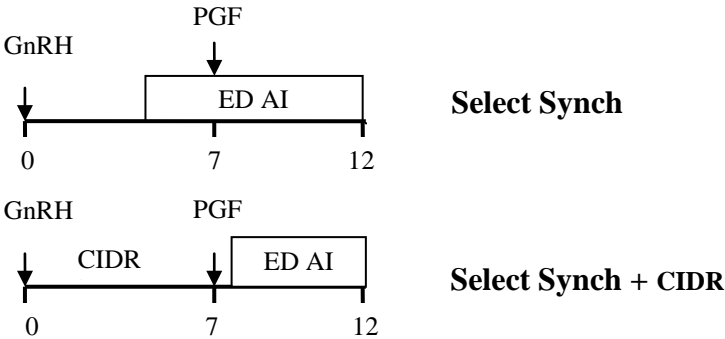 PGF
GnRH
ED AI
Select Synch
0 7 12
GnRH PGF
CIDR ED AI
Select Synch + CIDR
0 7 12